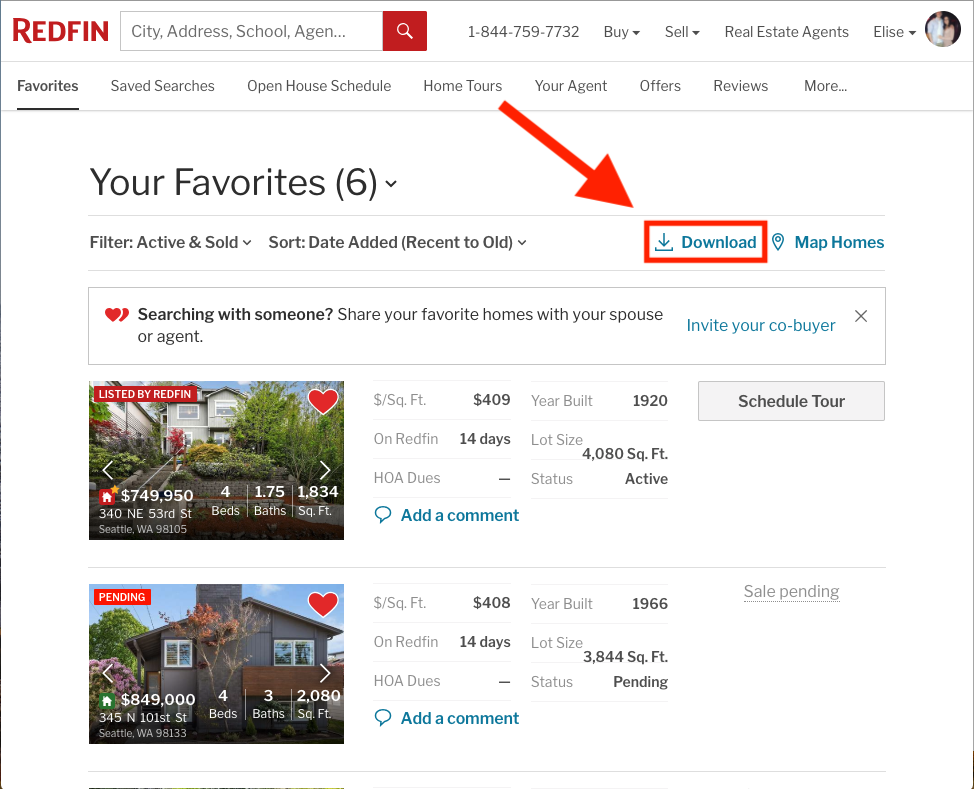 REDFIN
City, Address, School, Agen...
1-844-759-7732
Buy
Sell
Real Estate Agents
Elise
Favorites
Saved Searches
Open House Schedule
Home Tours
Your Agent
Offers
Reviews
More...
Your Favorites (6)
Filter: Active & Sold
Sort: Date Added (Recent to Old)
Download
Map Homes
Searching with someone? Share your favorite homes with your spouse
or agent.
Invite your co-buyer
LISTED BY REDFIN
$749,950
340 NE 53rd St
Seattle, WA 98105
4
Beds
1.75
Baths
1,834
Sq. Ft.
$/Sq. Ft. $409
On Redfin 14 days
HOA Dues —
Year Built 1920
Lot Size
4,080 Sq. Ft.
Status Active
Add a comment
Schedule Tour
PENDING
$849,000
345 N 101st St
Seattle, WA 98133
4
Beds
3
Baths
2,080
Sq. Ft.
$/Sq. Ft. $408
On Redfin 14 days
HOA Dues —
Year Built 1966
Lot Size
3,844 Sq. Ft.
Status Pending
Add a comment
Sale pending